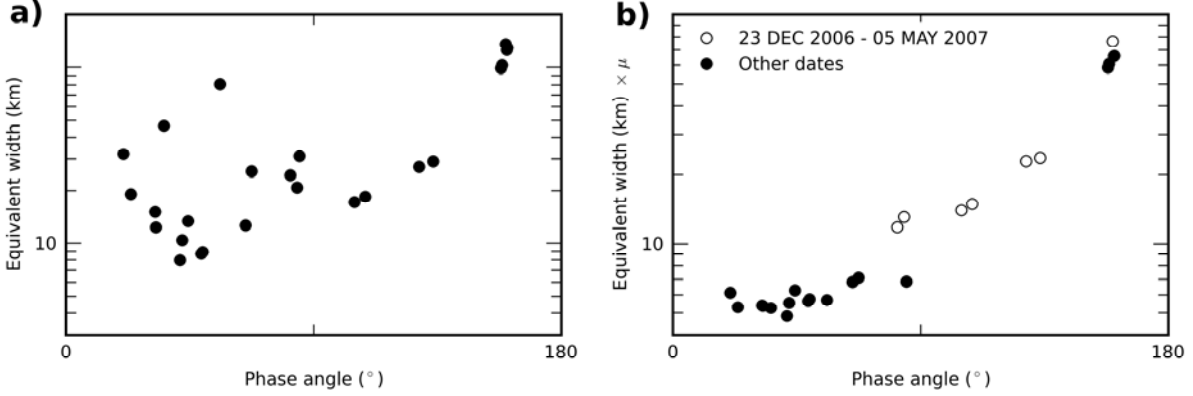 a)
Equivalent width (km)
10
0
180
Phase angle (°)
b)
23 DEC 2006 - 05 MAY 2007
Other dates
Equivalent width (km) × μ
10
0
180
Phase angle (°)